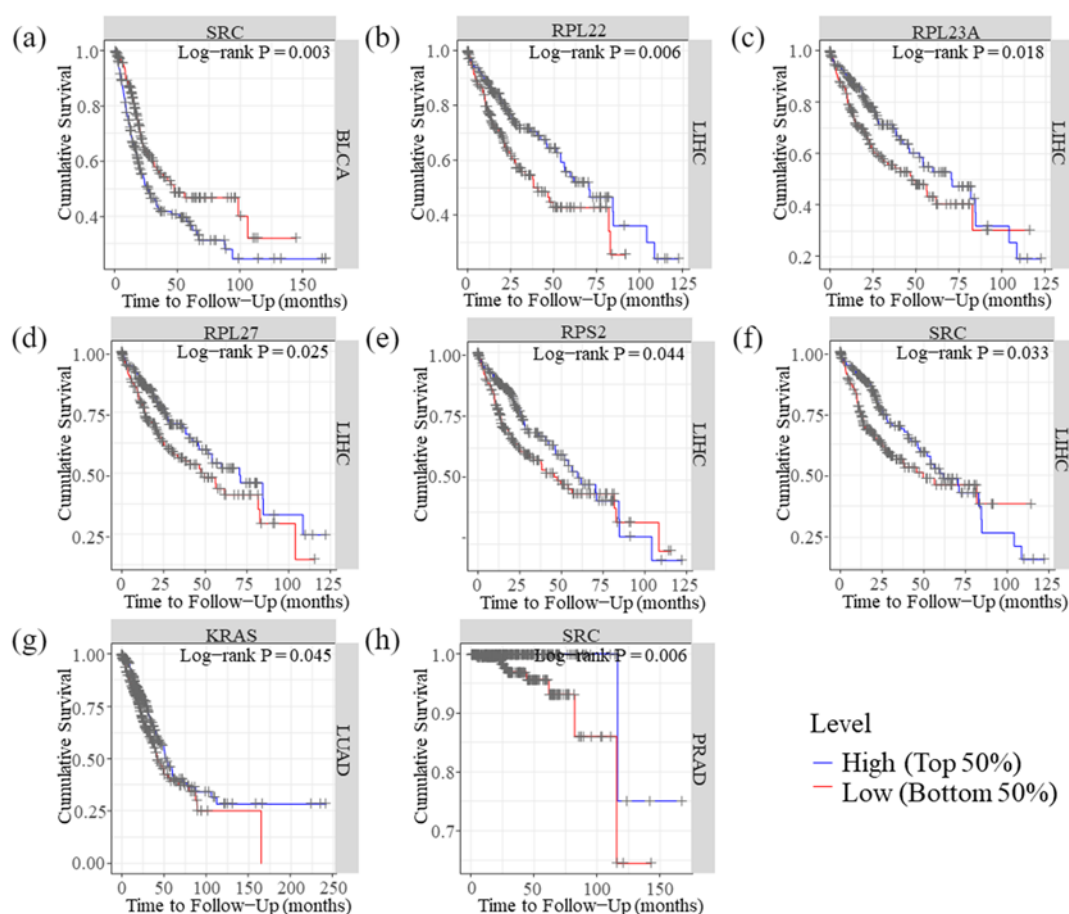 (a)
SRC
Log-rank P = 0.003
Cumulative Survival
1.0
0.8
0.6
0.4
0
50
100
150
Time to Follow-Up (months)
BLCA
(b)
RPL22
Log-rank P = 0.006
Cumulative Survival
1.0
0.8
0.6
0.4
0
25
50
75
100
125
Time to Follow-Up (months)
LIHC
(c)
RPL23A
Log-rank P = 0.018
Cumulative Survival
1.0
0.8
0.6
0.4
0.2
0
25
50
75
100
125
Time to Follow-Up (months)
LIHC
(d)
RPL27
Log-rank P = 0.025
Cumulative Survival
1.00
0.75
0.50
0.25
0
25
50
75
100
125
Time to Follow-Up (months)
LIHC
(e)
RPS2
Log-rank P = 0.044
Cumulative Survival
1.00
0.75
0.50
0
25
50
75
100
125
Time to Follow-Up (months)
LIHC
(f)
SRC
Log-rank P = 0.033
Cumulative Survival
1.00
0.75
0.50
0.25
0
25
50
75
100
125
Time to Follow-Up (months)
LIHC
(g)
KRAS
Log-rank P = 0.045
Cumulative Survival
1.00
0.75
0.50
0.25
0.00
0
50
100
150
200
250
Time to Follow-Up (months)
LUAD
(h)
SRC
Log-rank P = 0.006
Cumulative Survival
1.0
0.9
0.8
0.7
0
50
100
150
Time to Follow-Up (months)
PRAD
Level
High (Top 50%)
Low (Bottom 50%)